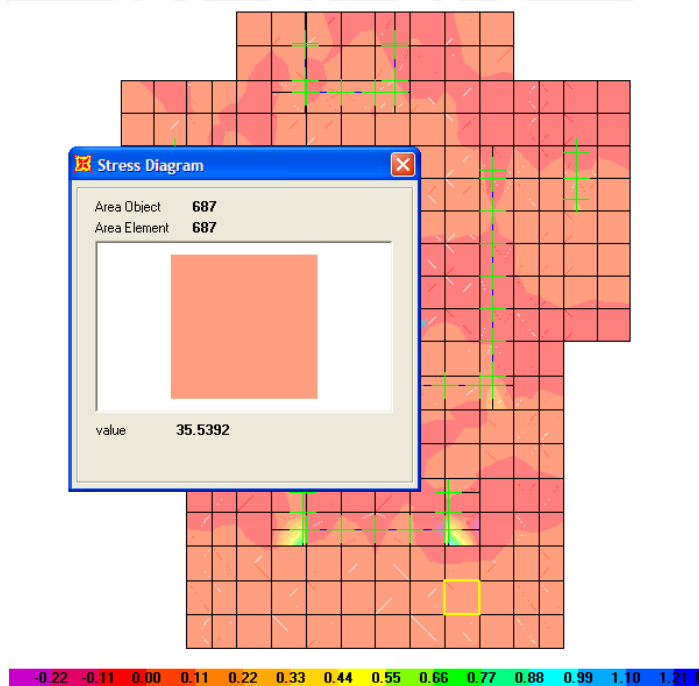 Stress Diagram
Area Object 687
Area Element 687
value 35.5392
-0.22 -0.11 0.00 0.11 0.22 0.33 0.44 0.55 0.66 0.77 0.88 0.99 1.10 1.21